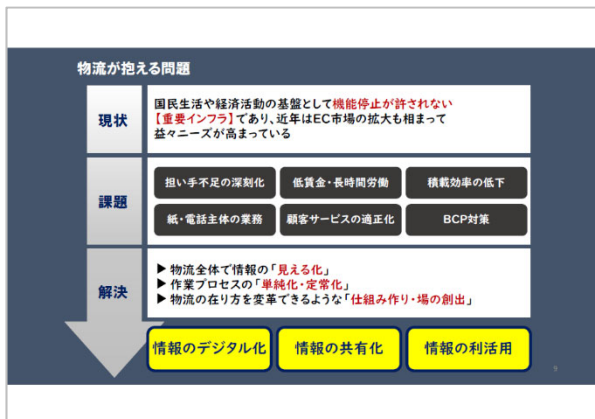 物流が抱える問題
現状
国民生活や経済活動の基盤として機能停止が許されない
【重要インフラ】であり、近年はEC市場の拡大も相まって
益々ニーズが高まっている
課題
担い手不足の深刻化
低賃金・長時間労働
積載効率の低下
紙・電話主体の業務
顧客サービスの適正化
BCP対策
解決
▶ 物流全体で情報の「見える化」
▶ 作業プロセスの「単純化・定常化」
▶ 物流の在り方を変革できるような「仕組み作り・場の創出」
情報のデジタル化
情報の共有化
情報の利活用
9